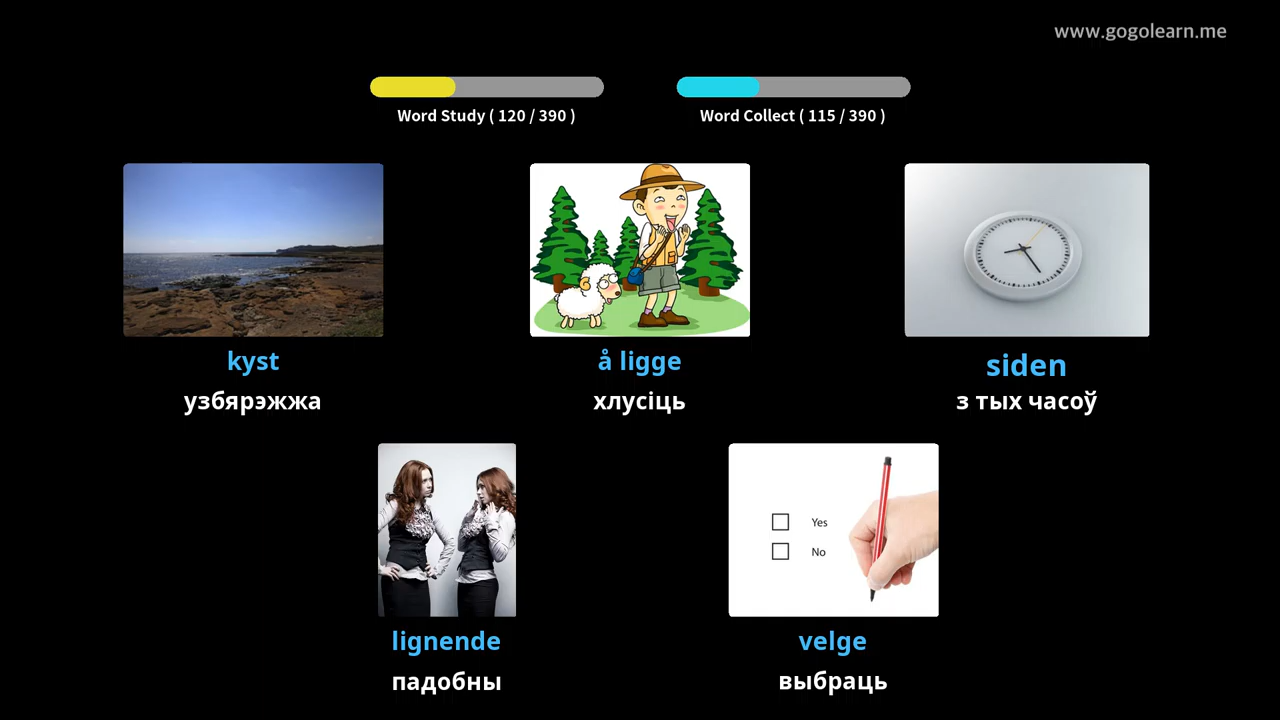 www.gogolearn.me
Word Study ( 120 / 390 )
Word Collect ( 115 / 390 )
kyst
å ligge
siden
узбярэжжа
хлусіць
з тых часоў
Yes
No
lignende
velge
падобны
выбраць